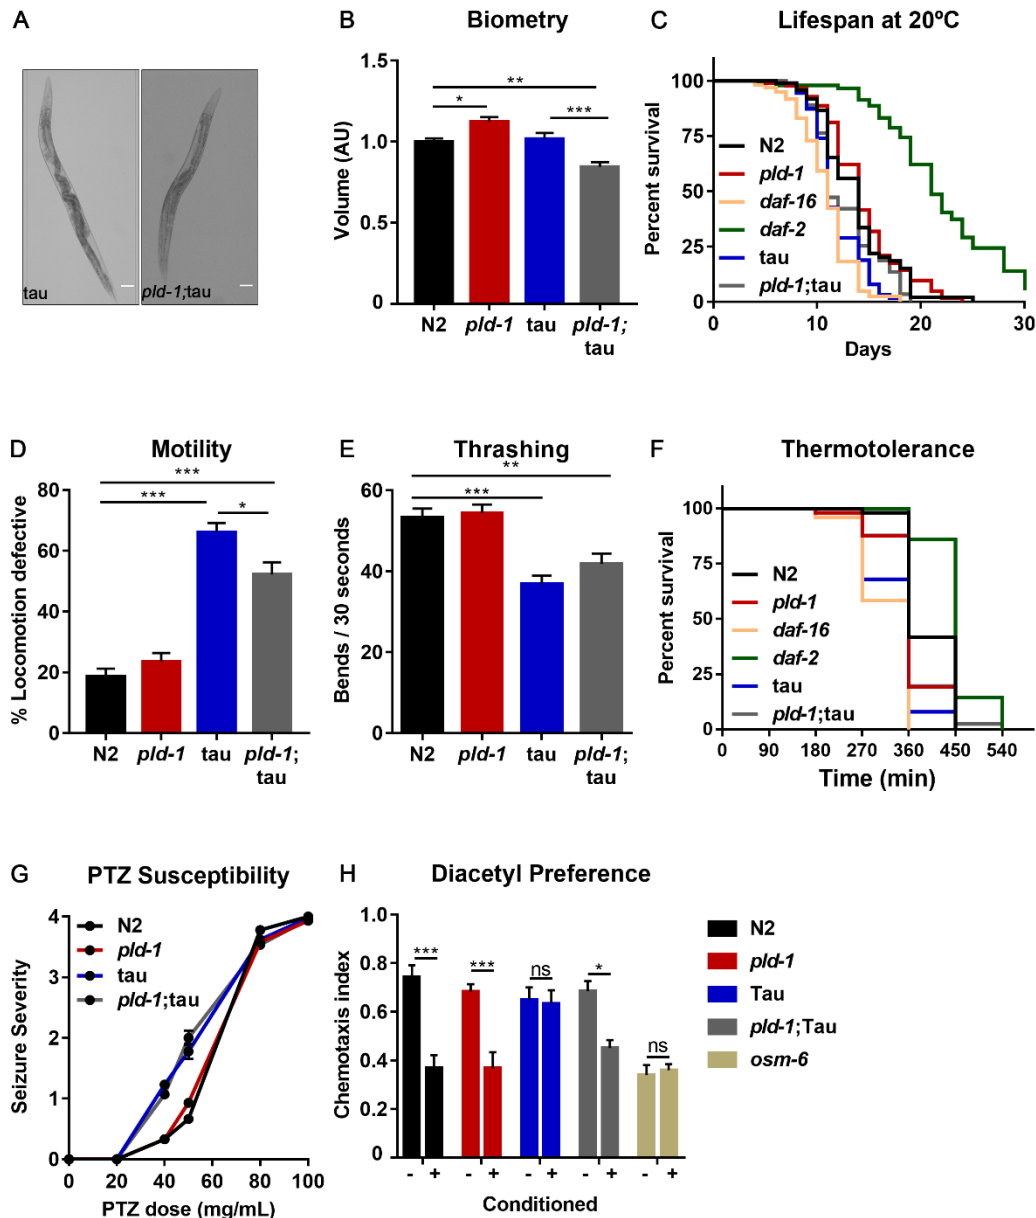 A
tau
pld-1;tau
B
Biometry
Volume (AU)
1.5
1.0
0.5
0
**
*
***
N2
pld-1
tau
pld-1;
tau
C
Lifespan at 20ºC
Percent survival
100
75
50
25
0
N2
pld-1
daf-16
daf-2
tau
pld-1;tau
0
10
20
30
Days
D
Motility
% Locomotion defective
80
60
40
20
0
***
***
*
N2
pld-1
tau
pld-1;
tau
E
Thrashing
Bends / 30 seconds
60
40
20
0
**
***
N2
pld-1
tau
pld-1;
tau
F
Thermotolerance
Percent survival
100
75
50
25
0
N2
pld-1
daf-16
daf-2
tau
pld-1;tau
0
90
180
270
360
450
540
Time (min)
G
PTZ Susceptibility
Seizure Severity
4
3
2
1
0
N2
pld-1
tau
pld-1;tau
0
20
40
60
80
100
PTZ dose (mg/mL)
H
Diacetyl Preference
Chemotaxis index
1.0
0.8
0.6
0.4
0.2
0
***
***
ns
*
ns
- + - + - + - + - +
Conditioned
N2
pld-1
Tau
pld-1;Tau
osm-6